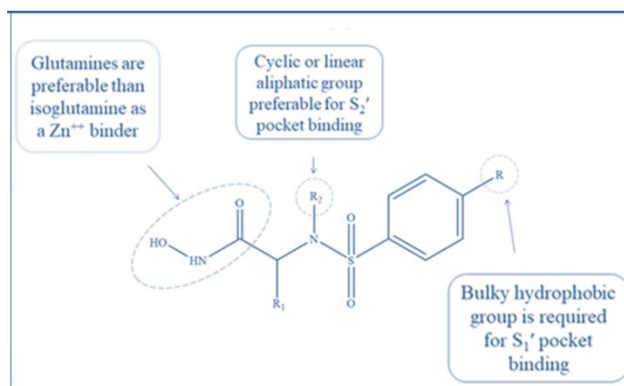 Glutamines are
preferable than
isoglutamine as
a Zn⁺⁺ binder
Cyclic or linear
aliphatic group
preferable for S₂′
pocket binding
R
O
R₂
O
HO
HN
N
S
R₁
O
Bulky hydrophobic
group is required
for S₁′ pocket
binding